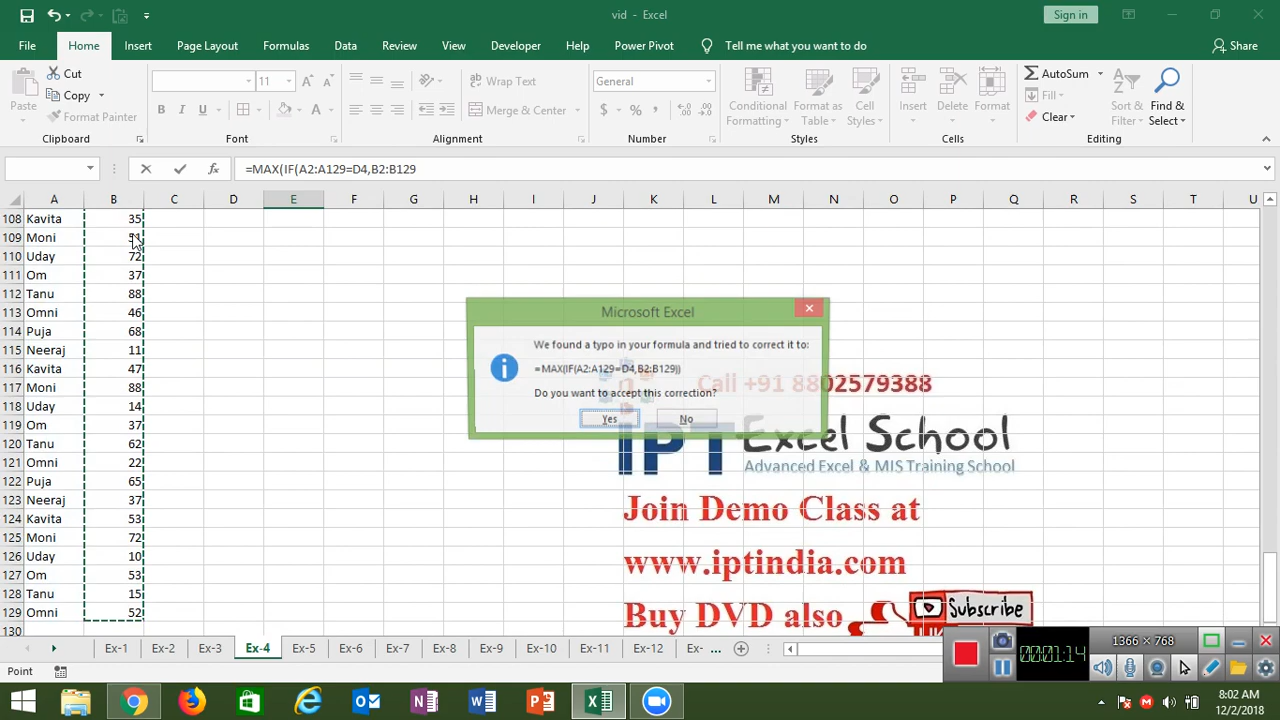 vid - Excel
Sign in
File Home Insert Page Layout Formulas Data Review View Developer Help Power Pivot Tell me what you want to do Share
Cut
Copy
Format Painter
Paste
Clipboard
11
Font
Wrap Text
Merge & Center
Alignment
General
Number
Conditional Formatting
Format as Table
Cell Styles
Styles
Insert
Delete
Format
Cells
AutoSum
Fill
Clear
Sort & Filter
Find & Select
Editing
=MAX(IF(A2:A129=D4,B2:B129
A B C D E F G H I J K L M N O P Q R S T U
108 Kavita 35
109 Moni 51
110 Uday 72
111 Om 37
112 Tanu 88
113 Omni 46
114 Puja 68
115 Neeraj 11
116 Kavita 47
117 Moni 88
118 Uday 14
119 Om 37
120 Tanu 62
121 Omni 22
122 Puja 65
123 Neeraj 37
124 Kavita 53
125 Moni 72
126 Uday 10
127 Om 53
128 Tanu 15
129 Omni 52
130
Microsoft Excel
We found a typo in your formula and tried to correct it to:
=MAX(IF(A2:A129=D4,B2:B129))
Do you want to accept this correction?
Yes No
Call +91 8802579388
IPT Excel School
Advanced Excel & MIS Training School
Join Demo Class at
www.iptindia.com
Buy DVD also
Subscribe
Ex-1 Ex-2 Ex-3 Ex-4 Ex-5 Ex-6 Ex-7 Ex-8 Ex-9 Ex-10 Ex-11 Ex-12 Ex- ...
00:01:14
1366 × 768
Point
8:02 AM
12/2/2018